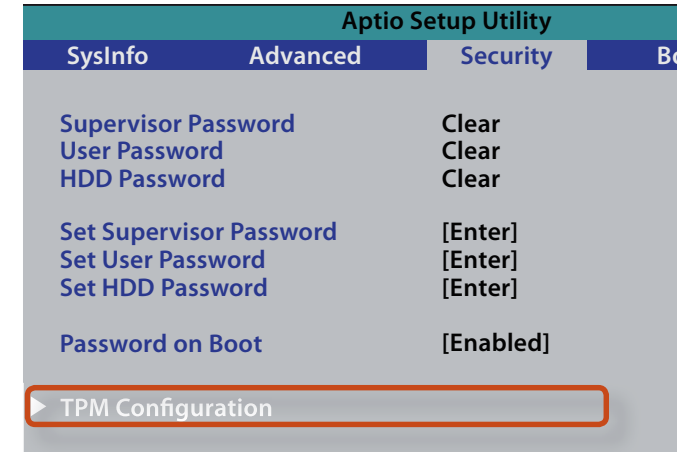 Aptio Setup Utility
SysInfo Advanced Security
Supervisor Password Clear
User Password Clear
HDD Password Clear
Set Supervisor Password [Enter]
Set User Password [Enter]
Set HDD Password [Enter]
Password on Boot [Enabled]
TPM Configuration